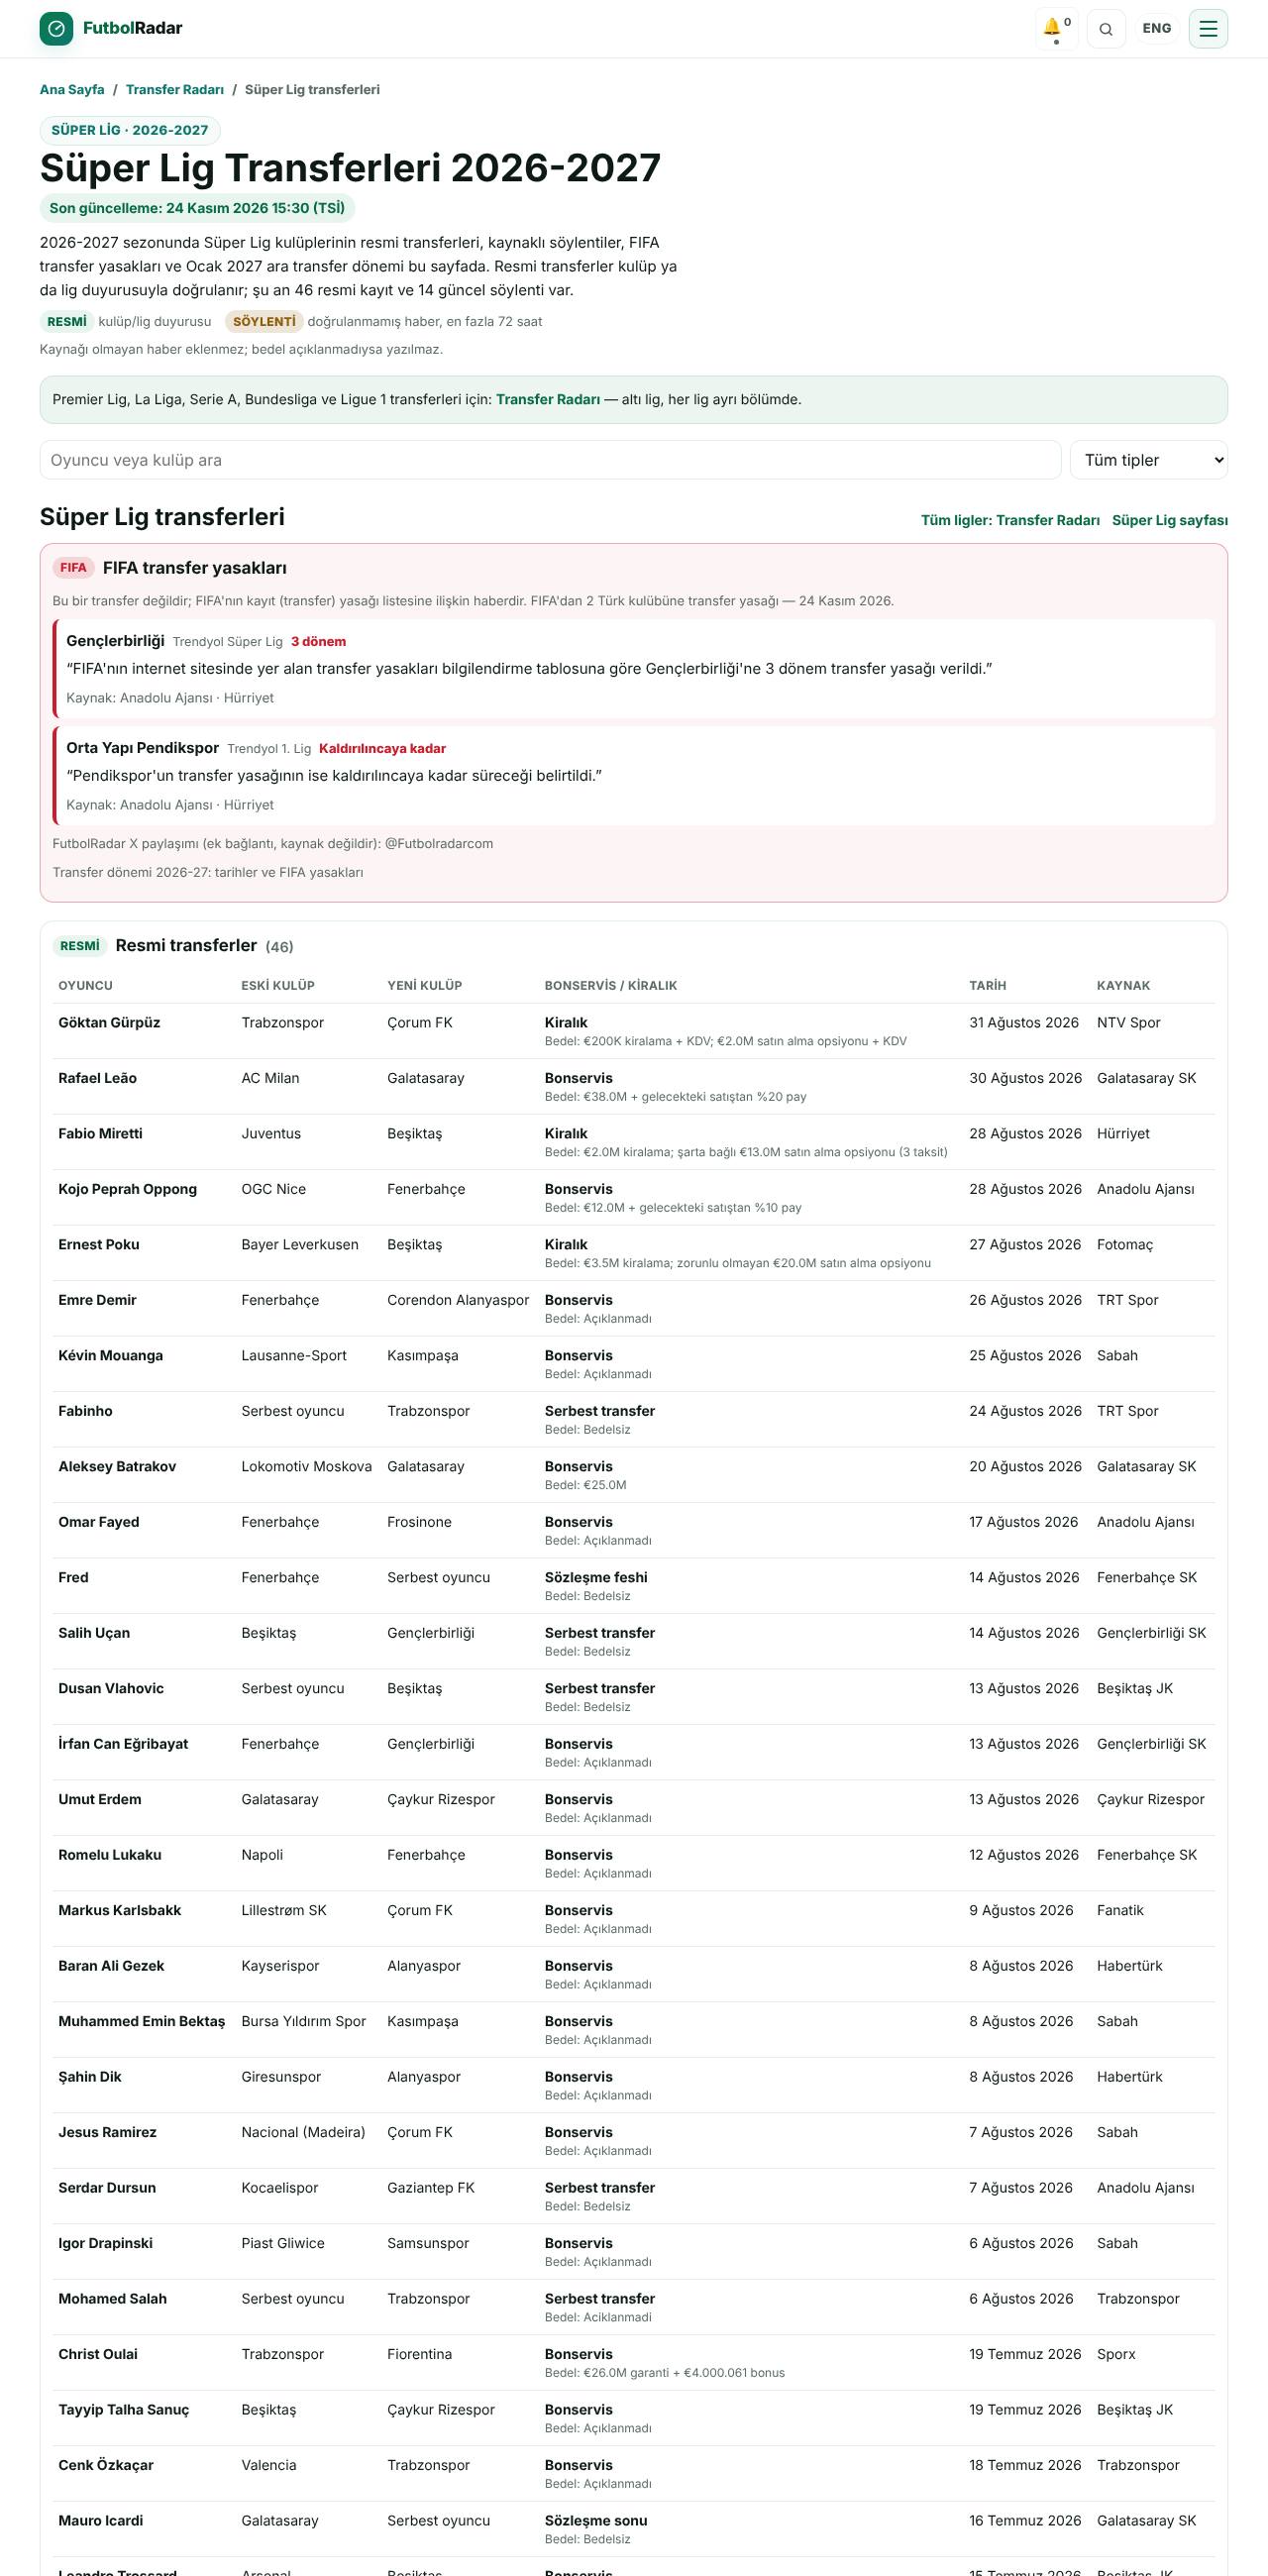 FutbolRadar
0
ENG
Ana Sayfa / Transfer Radarı / Süper Lig transferleri
SÜPER LİG · 2026-2027
Süper Lig Transferleri 2026-2027
Son güncelleme: 24 Kasım 2026 15:30 (TSİ)
2026-2027 sezonunda Süper Lig kulüplerinin resmi transferleri, kaynaklı söylentiler, FIFA
transfer yasakları ve Ocak 2027 ara transfer dönemi bu sayfada. Resmi transferler kulüp ya
da lig duyurusuyla doğrulanır; şu an 46 resmi kayıt ve 14 güncel söylenti var.
RESMİ kulüp/lig duyurusu SÖYLENTİ doğrulanmamış haber, en fazla 72 saat
Kaynağı olmayan haber eklenmez; bedel açıklanmadıysa yazılmaz.
Premier Lig, La Liga, Serie A, Bundesliga ve Ligue 1 transferleri için: Transfer Radarı — altı lig, her lig ayrı bölümde.
Oyuncu veya kulüp ara Tüm tipler
Süper Lig transferleri Tüm ligler: Transfer Radarı Süper Lig sayfası
FIFA FIFA transfer yasakları
Bu bir transfer değildir; FIFA'nın kayıt (transfer) yasağı listesine ilişkin haberdir. FIFA'dan 2 Türk kulübüne transfer yasağı — 24 Kasım 2026.
Gençlerbirliği Trendyol Süper Lig 3 dönem
“FIFA'nın internet sitesinde yer alan transfer yasakları bilgilendirme tablosuna göre Gençlerbirliği'ne 3 dönem transfer yasağı verildi.”
Kaynak: Anadolu Ajansı · Hürriyet
Orta Yapı Pendikspor Trendyol 1. Lig Kaldırılıncaya kadar
“Pendikspor'un transfer yasağının ise kaldırılıncaya kadar süreceği belirtildi.”
Kaynak: Anadolu Ajansı · Hürriyet
FutbolRadar X paylaşımı (ek bağlantı, kaynak değildir): @Futbolradarcom
Transfer dönemi 2026-27: tarihler ve FIFA yasakları
RESMİ Resmi transferler (46)
OYUNCU ESKİ KULÜP YENİ KULÜP BONSERVİS / KİRALIK TARİH KAYNAK
Göktan Gürpüz Trabzonspor Çorum FK Kiralık 31 Ağustos 2026 NTV Spor
Bedel: €200K kiralama + KDV; €2.0M satın alma opsiyonu + KDV
Rafael Leão AC Milan Galatasaray Bonservis 30 Ağustos 2026 Galatasaray SK
Bedel: €38.0M + gelecekteki satıştan %20 pay
Fabio Miretti Juventus Beşiktaş Kiralık 28 Ağustos 2026 Hürriyet
Bedel: €2.0M kiralama; şarta bağlı €13.0M satın alma opsiyonu (3 taksit)
Kojo Peprah Oppong OGC Nice Fenerbahçe Bonservis 28 Ağustos 2026 Anadolu Ajansı
Bedel: €12.0M + gelecekteki satıştan %10 pay
Ernest Poku Bayer Leverkusen Beşiktaş Kiralık 27 Ağustos 2026 Fotomaç
Bedel: €3.5M kiralama; zorunlu olmayan €20.0M satın alma opsiyonu
Emre Demir Fenerbahçe Corendon Alanyaspor Bonservis 26 Ağustos 2026 TRT Spor
Bedel: Açıklanmadı
Kévin Mouanga Lausanne-Sport Kasımpaşa Bonservis 25 Ağustos 2026 Sabah
Bedel: Açıklanmadı
Fabinho Serbest oyuncu Trabzonspor Serbest transfer 24 Ağustos 2026 TRT Spor
Bedel: Bedelsiz
Aleksey Batrakov Lokomotiv Moskova Galatasaray Bonservis 20 Ağustos 2026 Galatasaray SK
Bedel: €25.0M
Omar Fayed Fenerbahçe Frosinone Bonservis 17 Ağustos 2026 Anadolu Ajansı
Bedel: Açıklanmadı
Fred Fenerbahçe Serbest oyuncu Sözleşme feshi 14 Ağustos 2026 Fenerbahçe SK
Bedel: Bedelsiz
Salih Uçan Beşiktaş Gençlerbirliği Serbest transfer 14 Ağustos 2026 Gençlerbirliği SK
Bedel: Bedelsiz
Dusan Vlahovic Serbest oyuncu Beşiktaş Serbest transfer 13 Ağustos 2026 Beşiktaş JK
Bedel: Bedelsiz
İrfan Can Eğribayat Fenerbahçe Gençlerbirliği Bonservis 13 Ağustos 2026 Gençlerbirliği SK
Bedel: Açıklanmadı
Umut Erdem Galatasaray Çaykur Rizespor Bonservis 13 Ağustos 2026 Çaykur Rizespor
Bedel: Açıklanmadı
Romelu Lukaku Napoli Fenerbahçe Bonservis 12 Ağustos 2026 Fenerbahçe SK
Bedel: Açıklanmadı
Markus Karlsbakk Lillestrøm SK Çorum FK Bonservis 9 Ağustos 2026 Fanatik
Bedel: Açıklanmadı
Baran Ali Gezek Kayserispor Alanyaspor Bonservis 8 Ağustos 2026 Habertürk
Bedel: Açıklanmadı
Muhammed Emin Bektaş Bursa Yıldırım Spor Kasımpaşa Bonservis 8 Ağustos 2026 Sabah
Bedel: Açıklanmadı
Şahin Dik Giresunspor Alanyaspor Bonservis 8 Ağustos 2026 Habertürk
Bedel: Açıklanmadı
Jesus Ramirez Nacional (Madeira) Çorum FK Bonservis 7 Ağustos 2026 Sabah
Bedel: Açıklanmadı
Serdar Dursun Kocaelispor Gaziantep FK Serbest transfer 7 Ağustos 2026 Anadolu Ajansı
Bedel: Bedelsiz
Igor Drapinski Piast Gliwice Samsunspor Bonservis 6 Ağustos 2026 Sabah
Bedel: Açıklanmadı
Mohamed Salah Serbest oyuncu Trabzonspor Serbest transfer 6 Ağustos 2026 Trabzonspor
Bedel: Aciklanmadi
Christ Oulai Trabzonspor Fiorentina Bonservis 19 Temmuz 2026 Sporx
Bedel: €26.0M garanti + €4.000.061 bonus
Tayyip Talha Sanuç Beşiktaş Çaykur Rizespor Bonservis 19 Temmuz 2026 Beşiktaş JK
Bedel: Açıklanmadı
Cenk Özkaçar Valencia Trabzonspor Bonservis 18 Temmuz 2026 Trabzonspor
Bedel: Açıklanmadı
Mauro Icardi Galatasaray Serbest oyuncu Sözleşme sonu 16 Temmuz 2026 Galatasaray SK
Bedel: Bedelsiz
Leandro Trossard Arsenal Beşiktaş Bonservis 15 Temmuz 2026 Beşiktaş JK